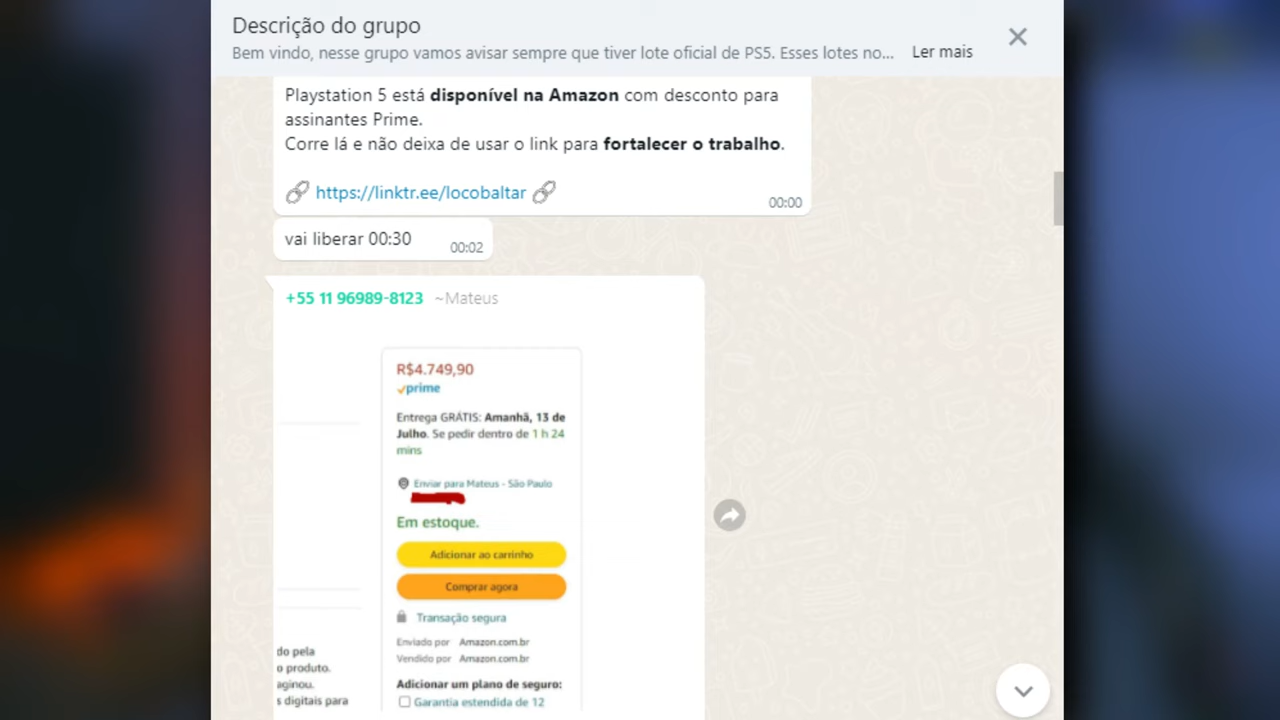 Descrição do grupo
Bem vindo, nesse grupo vamos avisar sempre que tiver lote oficial de PS5. Esses lotes no... Ler mais
Playstation 5 está disponível na Amazon com desconto para
assinantes Prime.
Corre lá e não deixa de usar o link para fortalecer o trabalho.
https://linktr.ee/locobaltar
00:00
vai liberar 00:30
00:02
+55 11 96989-8123 ~Mateus
R$4.749,90
prime
Entrega GRÁTIS: Amanhã, 13 de
Julho. Se pedir dentro de 1 h 24
mins
Enviar para Mateus - São Paulo
Em estoque.
Adicionar ao carrinho
Comprar agora
Transação segura
Enviado por Amazon.com.br
Vendido por Amazon.com.br
Adicionar um plano de seguro:
Garantia estendida de 12
do pela
o produto.
aginou.
s digitais para